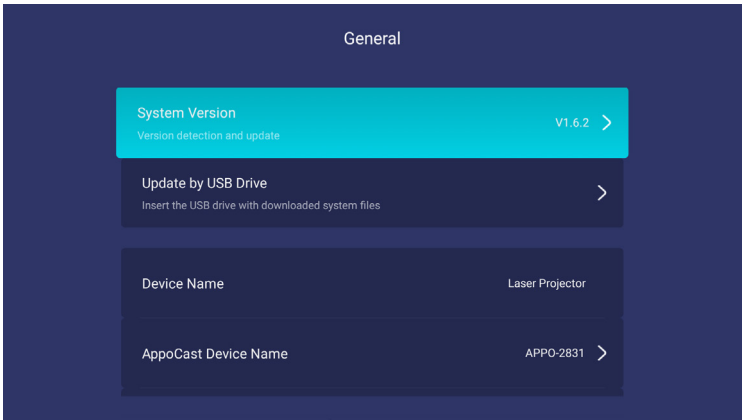 General
System Version
V1.6.2
Version detection and update
Update by USB Drive
Insert the USB drive with downloaded system files
Device Name
Laser Projector
AppoCast Device Name
APPO-2831